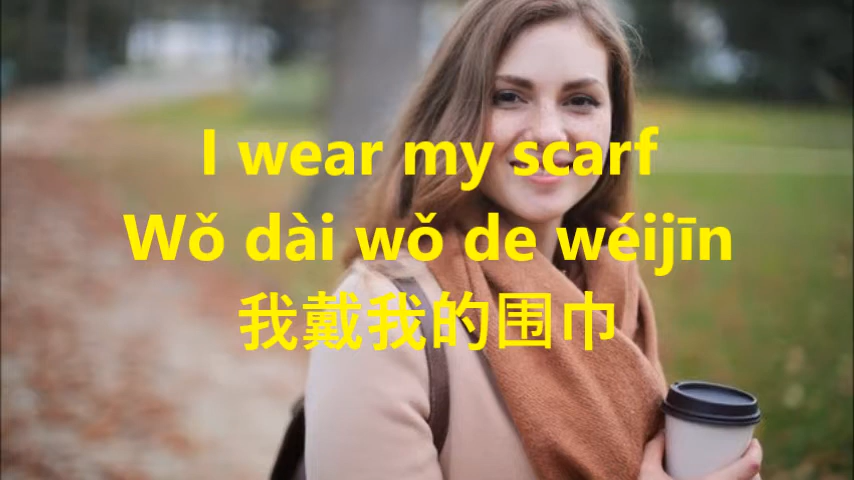 I wear my scarf
Wǒ dài wǒ de wéijīn
我戴我的围巾